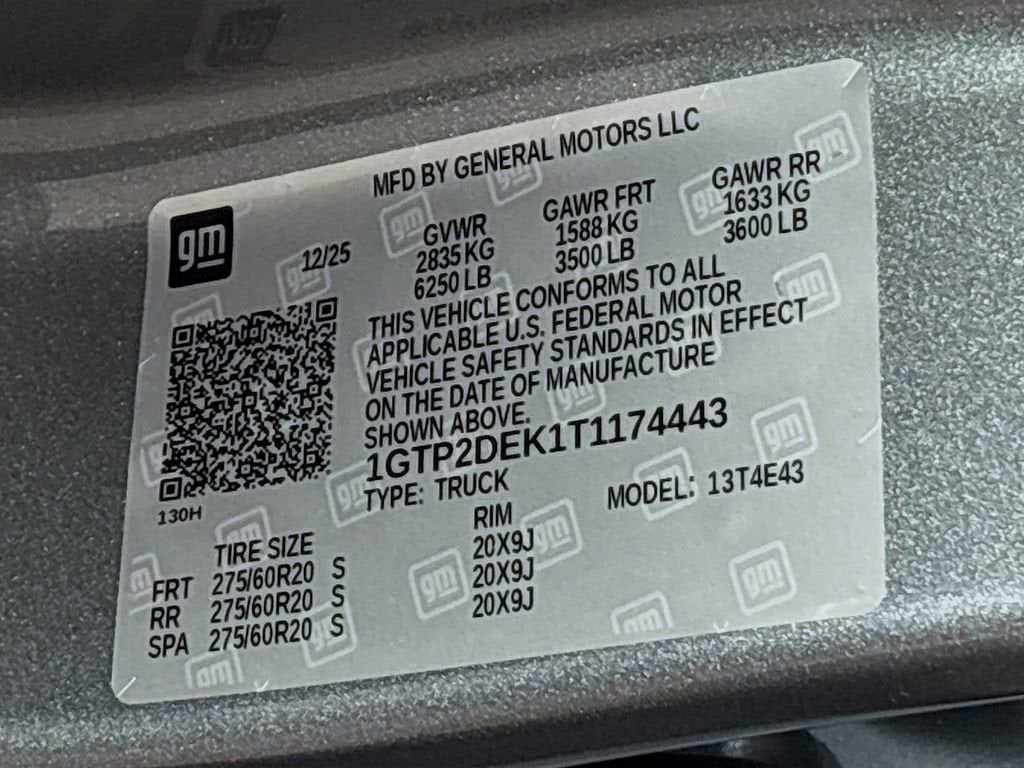 MFD BY GENERAL MOTORS LLC
gm
12/25
GVWR GAWR FRT GAWR RR
2835 KG 1588 KG 1633 KG
6250 LB 3500 LB 3600 LB
THIS VEHICLE CONFORMS TO ALL
APPLICABLE U.S. FEDERAL MOTOR
VEHICLE SAFETY STANDARDS IN EFFECT
ON THE DATE OF MANUFACTURE
SHOWN ABOVE.
1GTP2DEK1T1174443
TYPE: TRUCK MODEL: 13T4E43
130H
TIRE SIZE RIM
FRT 275/60R20 S 20X9J
RR 275/60R20 S 20X9J
SPA 275/60R20 S 20X9J